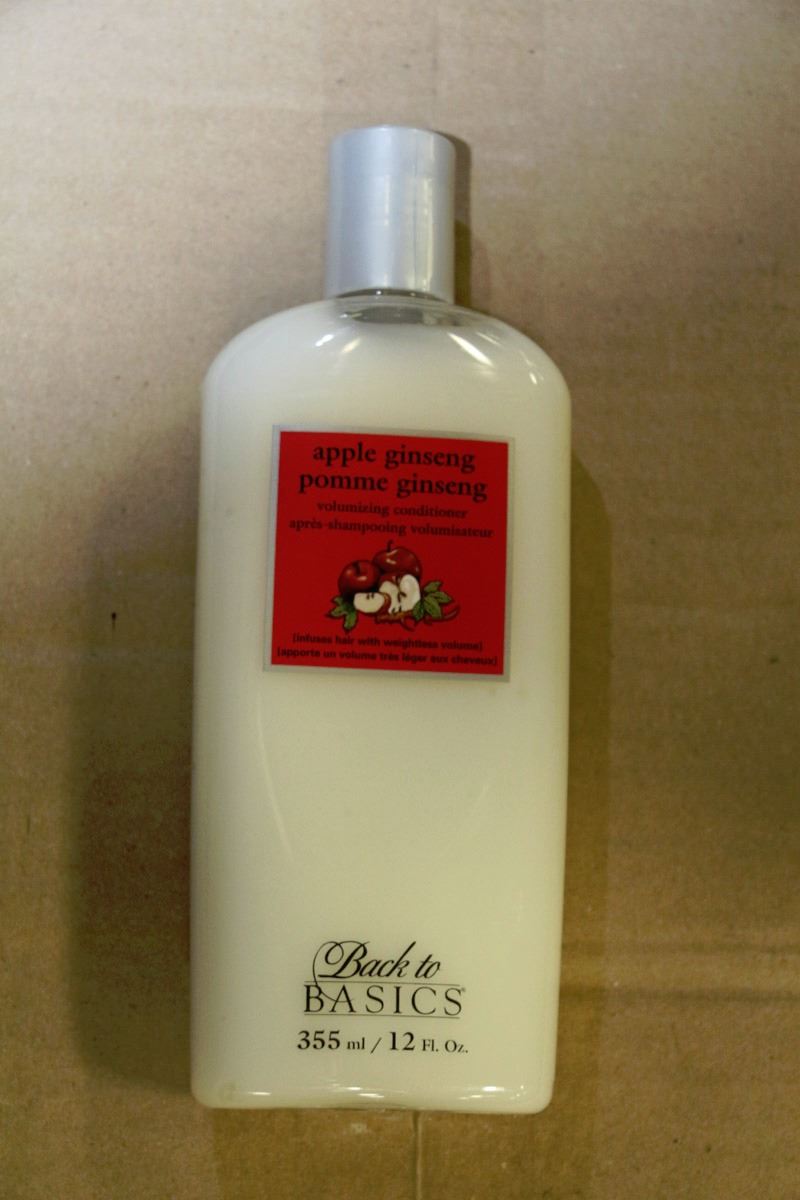 apple ginseng
pomme ginseng
volumizing conditioner
après-shampooing volumisateur
[infuses hair with weightless volume]
[apporte un volume très léger aux cheveux]
Back to
BASICS®
355 ml / 12 Fl. Oz.